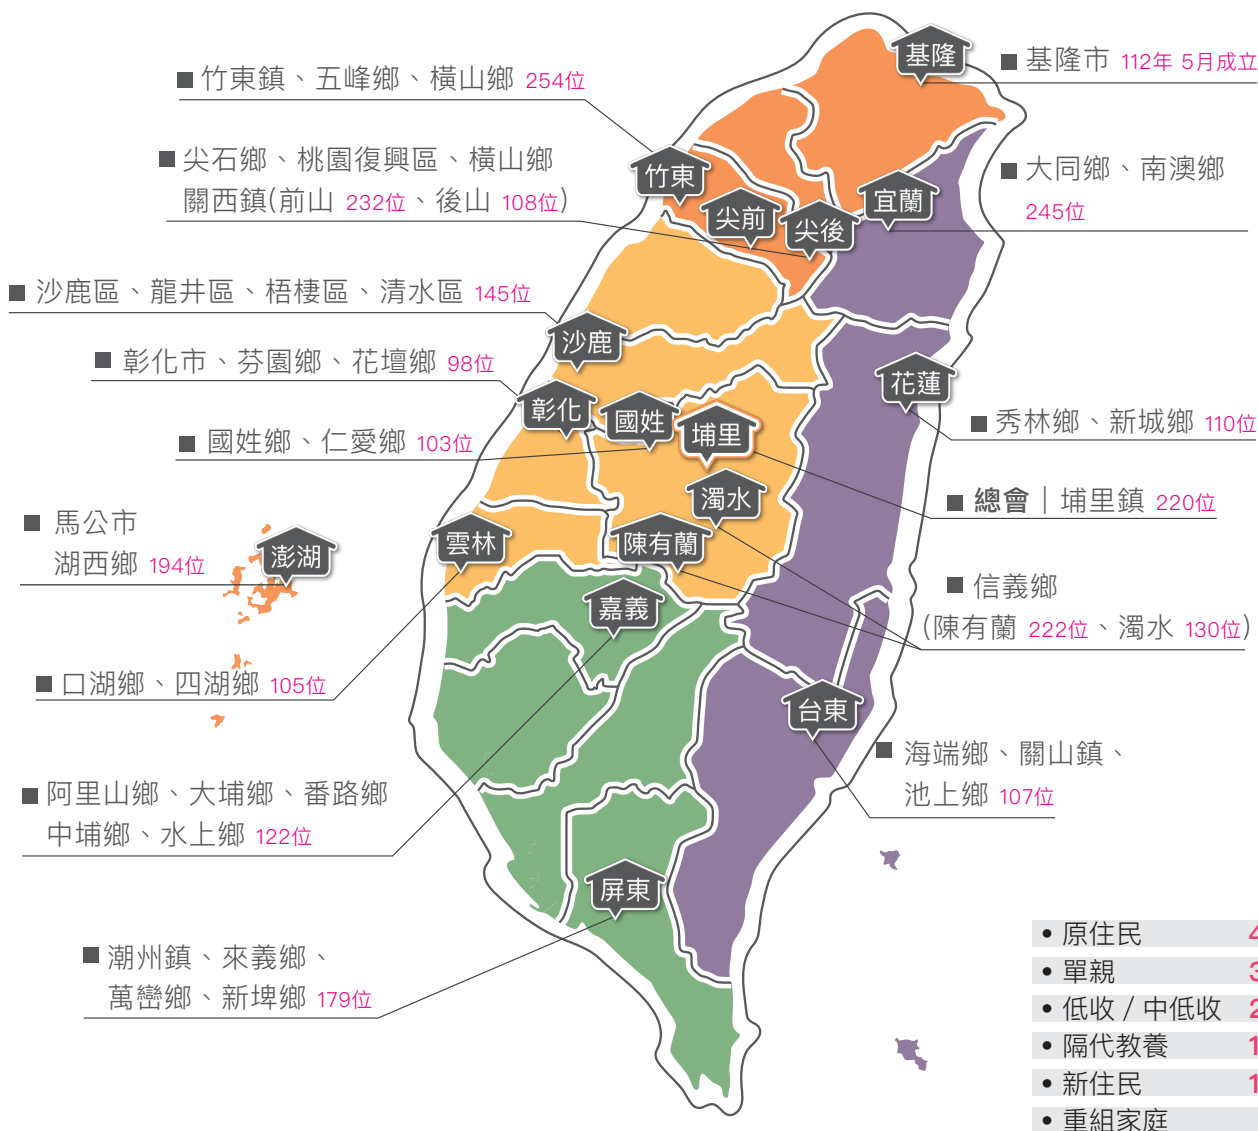 基隆
■ 基隆市 112年 5月成立
■ 竹東鎮、五峰鄉、橫山鄉 254位
■ 尖石鄉、桃園復興區、橫山鄉
關西鎮(前山 232位、後山 108位)
竹東
尖前
尖後
宜蘭
■ 大同鄉、南澳鄉
245位
■ 沙鹿區、龍井區、梧棲區、清水區 145位
沙鹿
■ 彰化市、芬園鄉、花壇鄉 98位
彰化
國姓
埔里
花蓮
■ 秀林鄉、新城鄉 110位
■ 國姓鄉、仁愛鄉 103位
濁水
■ 總會｜埔里鎮 220位
■ 馬公市
湖西鄉 194位
澎湖
雲林
陳有蘭
■ 信義鄉
(陳有蘭 222位、濁水 130位)
嘉義
■ 口湖鄉、四湖鄉 105位
台東
■ 海端鄉、關山鎮、
池上鄉 107位
■ 阿里山鄉、大埔鄉、番路鄉
中埔鄉、水上鄉 122位
屏東
■ 潮州鎮、來義鄉、
萬巒鄉、新埤鄉 179位
• 原住民 4
• 單親 3
• 低收 / 中低收 2
• 隔代教養 1
• 新住民 1
• 重組家庭